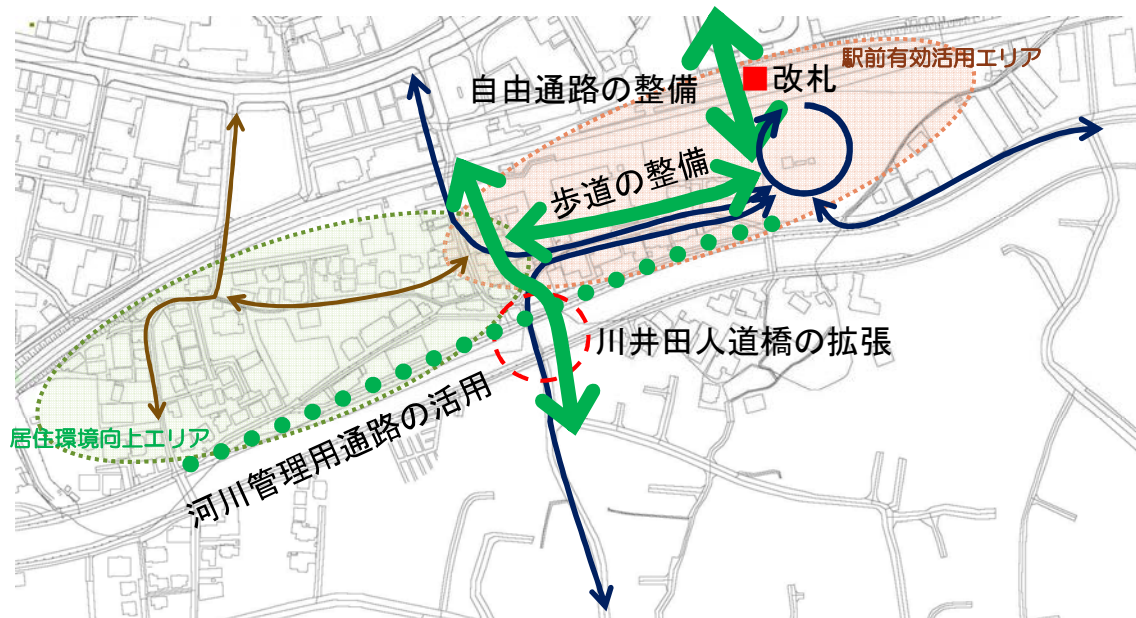 駅前有効活用エリア
改札
自由通路の整備
歩道の整備
川井田人道橋の拡張
居住環境向上エリア
河川管理用通路の活用